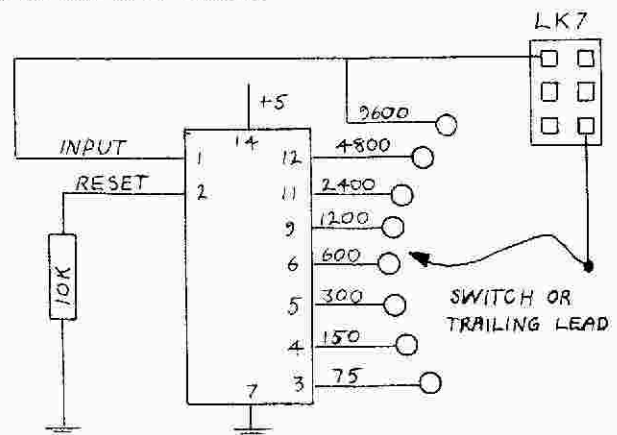 LK7
+5
9600
14
INPUT 1 12 4800
RESET 2 11 2400
9 1200
6 600
10K
5 300
SWITCH OR
TRAILING LEAD
4 150
3 75
7